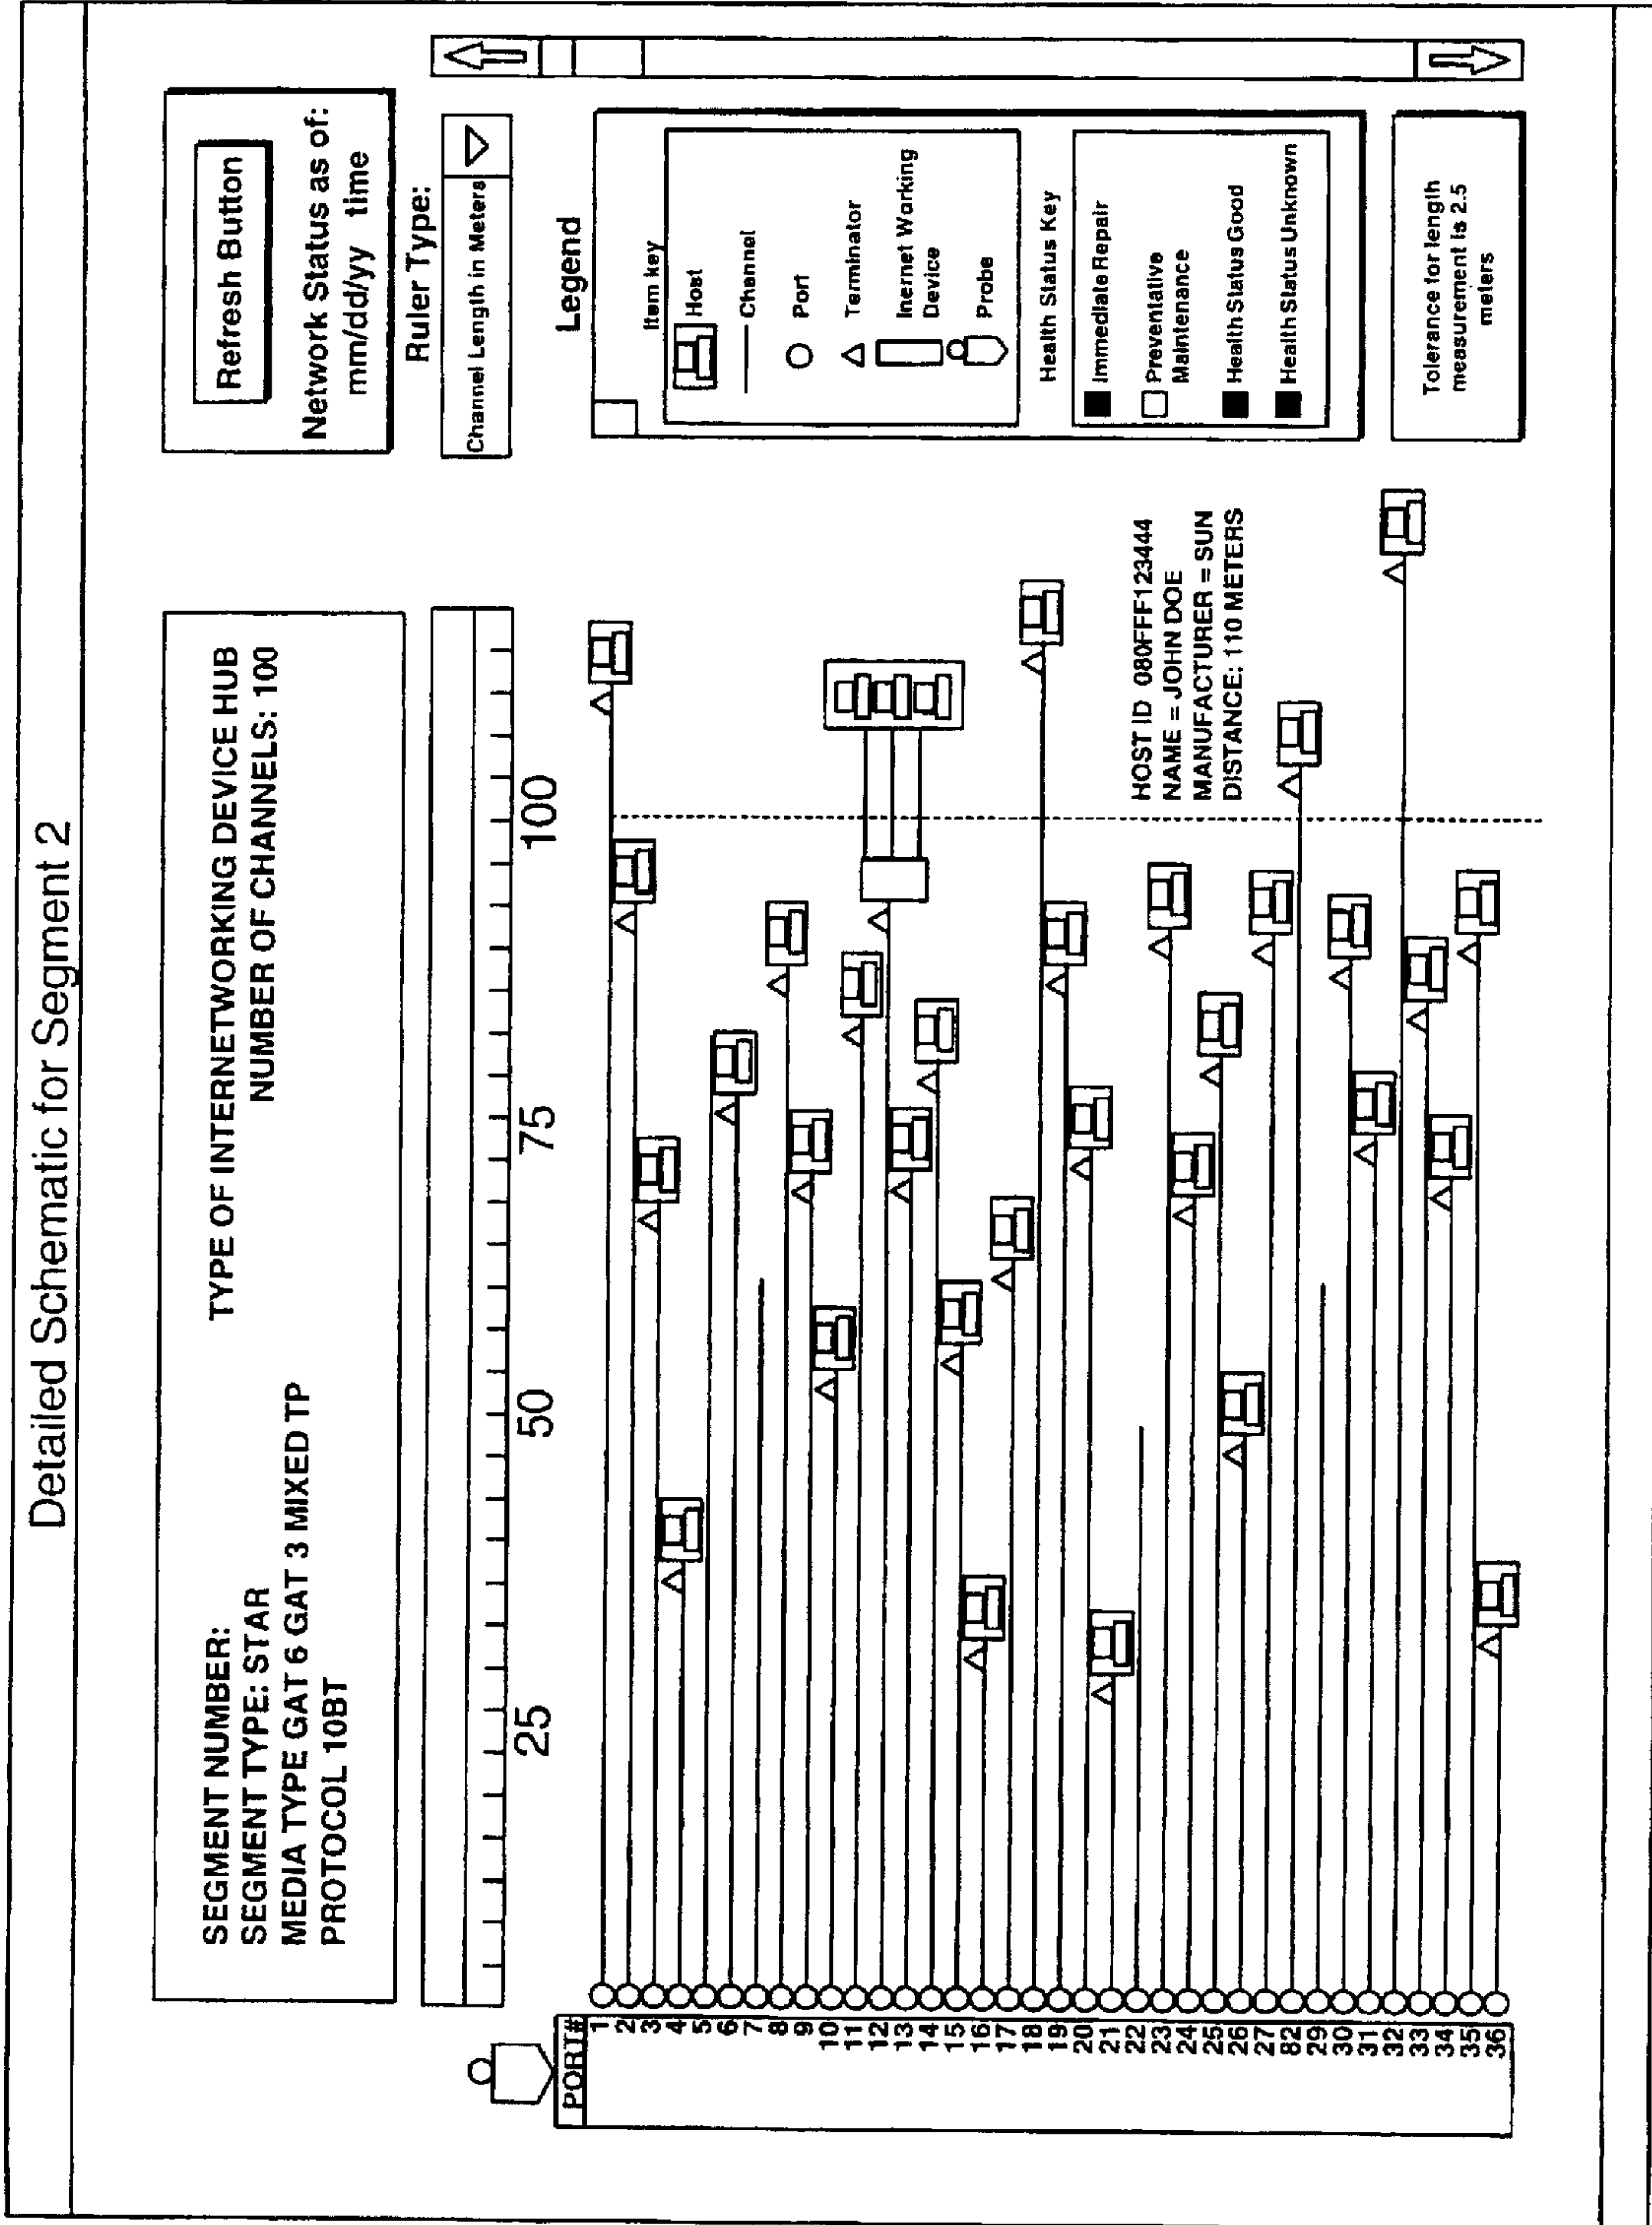 Detailed Schematic for Segment 2
SEGMENT NUMBER:
SEGMENT TYPE: STAR
MEDIA TYPE GAT 6 GAT 3 MIXED TP
PROTOCOL 10BT
TYPE OF INTERNETWORKING DEVICE HUB
NUMBER OF CHANNELS: 100
Refresh Button
Network Status as of:
mm/dd/yy time
Ruler Type:
Channel Length in Meters
25
50
75
100
PORT#
1
2
3
4
5
6
7
8
9
10
11
12
13
14
15
16
17
18
19
20
21
22
23
24
25
26
27
82
29
30
31
32
33
34
35
36
HOST ID 080FFF123444
NAME = JOHN DOE
MANUFACTURER = SUN
DISTANCE: 110 METERS
Legend
Item key
Host
Channel
Port
Terminator
Inernet Working
Device
Probe
Health Status Key
Immediate Repair
Preventative
Maintenance
Health Status Good
Health Status Unknown
Tolerance for length
measurement is 2.5
meters